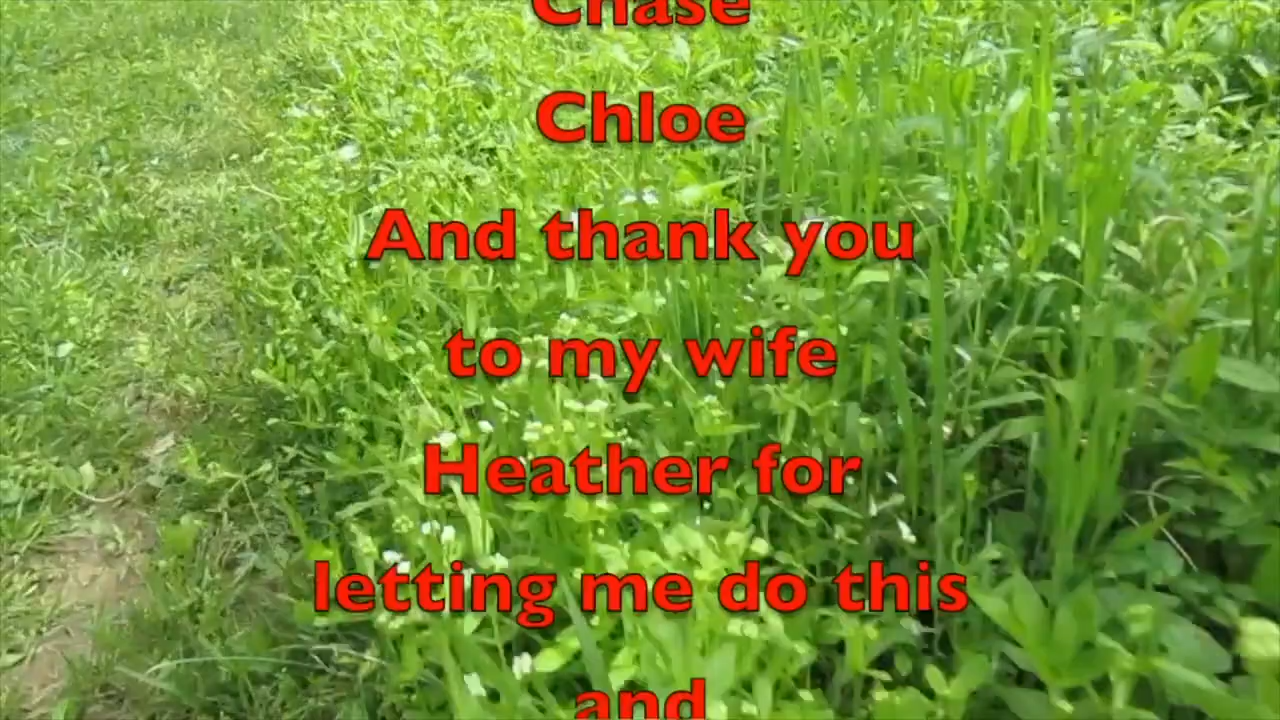 Chase
Chloe
And thank you
to my wife
Heather for
letting me do this
and